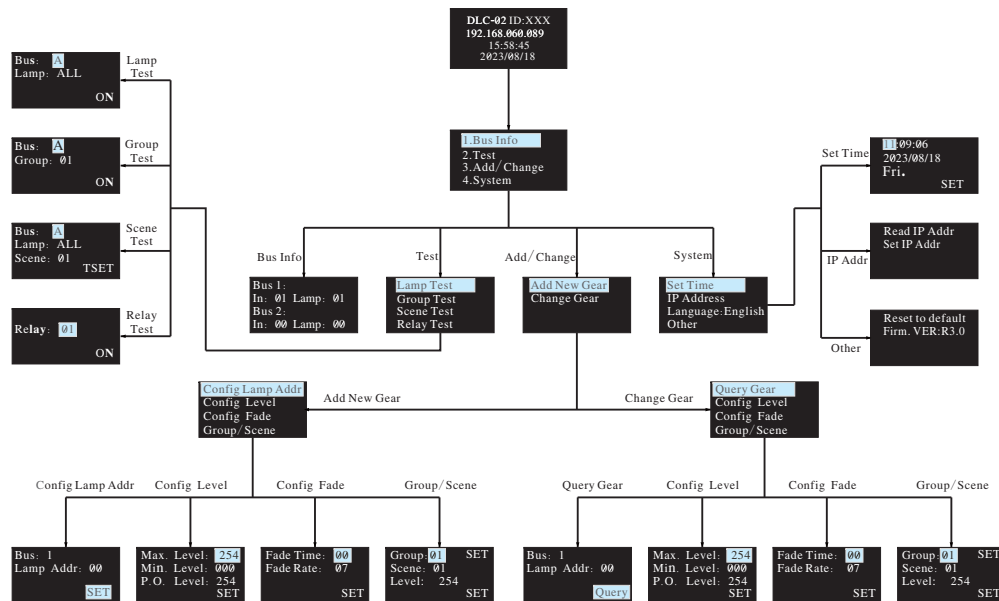 DLC-02 ID:XXX
192.168.060.089
15:58:45
2023/08/18
Bus: A
Lamp: ALL
ON
Lamp
Test
Bus: A
Group: 01
ON
Group
Test
Bus: A
Lamp: ALL
Scene: 01
TSET
Scene
Test
Relay: 01
ON
Relay
Test
1.Bus Info
2.Test
3.Add/Change
4.System
Set Time
11:09:06
2023/08/18
Fri.
SET
IP Addr
Read IP Addr
Set IP Addr
Other
Reset to default
Firm. VER:R3.0
Bus Info
Bus 1:
In: 01 Lamp: 01
Bus 2:
In: 00 Lamp: 00
Test
Lamp Test
Group Test
Scene Test
Relay Test
Add/Change
Add New Gear
Change Gear
System
Set Time
IP Address
Language:English
Other
Add New Gear
Config Lamp Addr
Config Level
Config Fade
Group/Scene
Change Gear
Query Gear
Config Level
Config Fade
Group/Scene
Config Lamp Addr
Bus: 1
Lamp Addr: 00
SET
Config Level
Max. Level: 254
Min. Level: 000
P.O. Level: 254
SET
Config Fade
Fade Time: 00
Fade Rate: 07
SET
Group/Scene
Group: 01 SET
Scene: 01
Level: 254
SET
Query Gear
Bus: 1
Lamp Addr: 00
Query
Config Level
Max. Level: 254
Min. Level: 000
P.O. Level: 254
SET
Config Fade
Fade Time: 00
Fade Rate: 07
SET
Group/Scene
Group: 01 SET
Scene: 01
Level: 254
SET